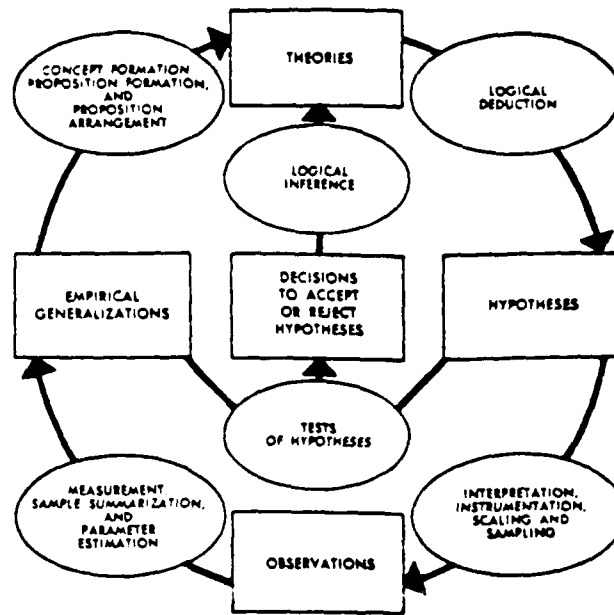 CONCEPT FORMATION
PROPOSITION FORMATION,
AND
PROPOSITION
ARRANGEMENT
THEORIES
LOGICAL
DEDUCTION
LOGICAL
INFERENCE
EMPIRICAL
GENERALIZATIONS
DECISIONS
TO ACCEPT
OR REJECT
HYPOTHESES
HYPOTHESES
TESTS
OF HYPOTHESES
MEASUREMENT,
SAMPLE SUMMARIZATION,
AND
PARAMETER
ESTIMATION
OBSERVATIONS
INTERPRETATION,
INSTRUMENTATION,
SCALING AND
SAMPLING